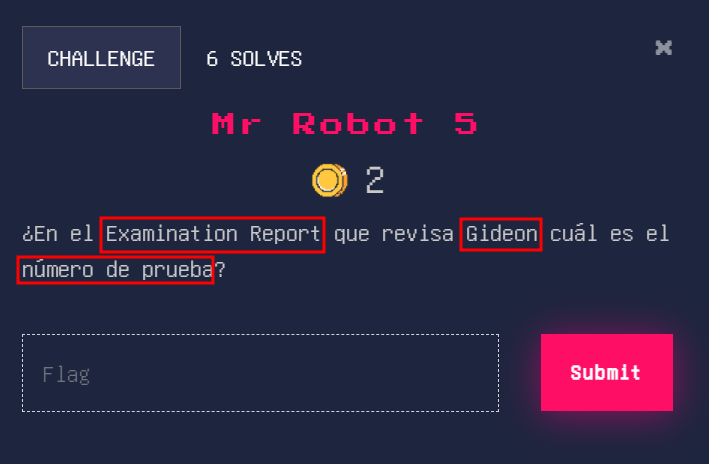 CHALLENGE
6 SOLVES
×
Mr Robot 5
2
¿En el Examination Report que revisa Gideon cuál es el
número de prueba?
Flag
Submit